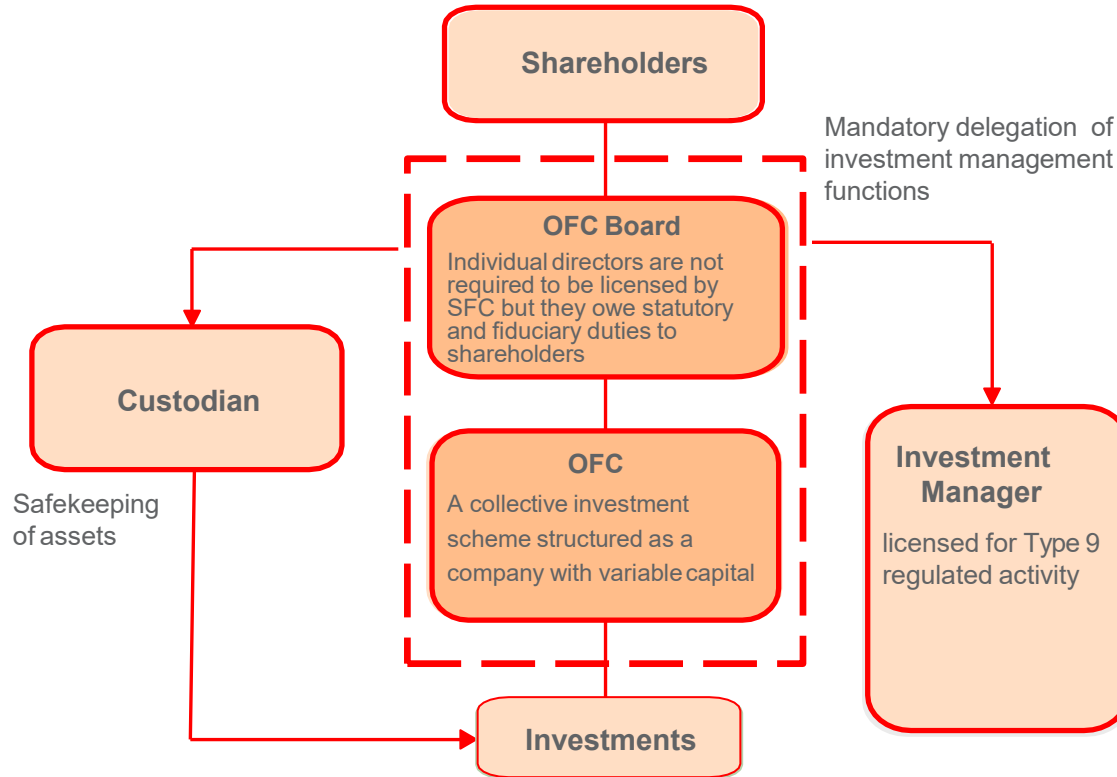 Shareholders
Mandatory delegation of
investment management
functions
OFC Board
Individual directors are not
required to be licensed by
SFC but they owe statutory
and fiduciary duties to
shareholders
Custodian
Safekeeping
of assets
OFC
A collective investment
scheme structured as a
company with variable capital
Investment
Manager
licensed for Type 9
regulated activity
Investments